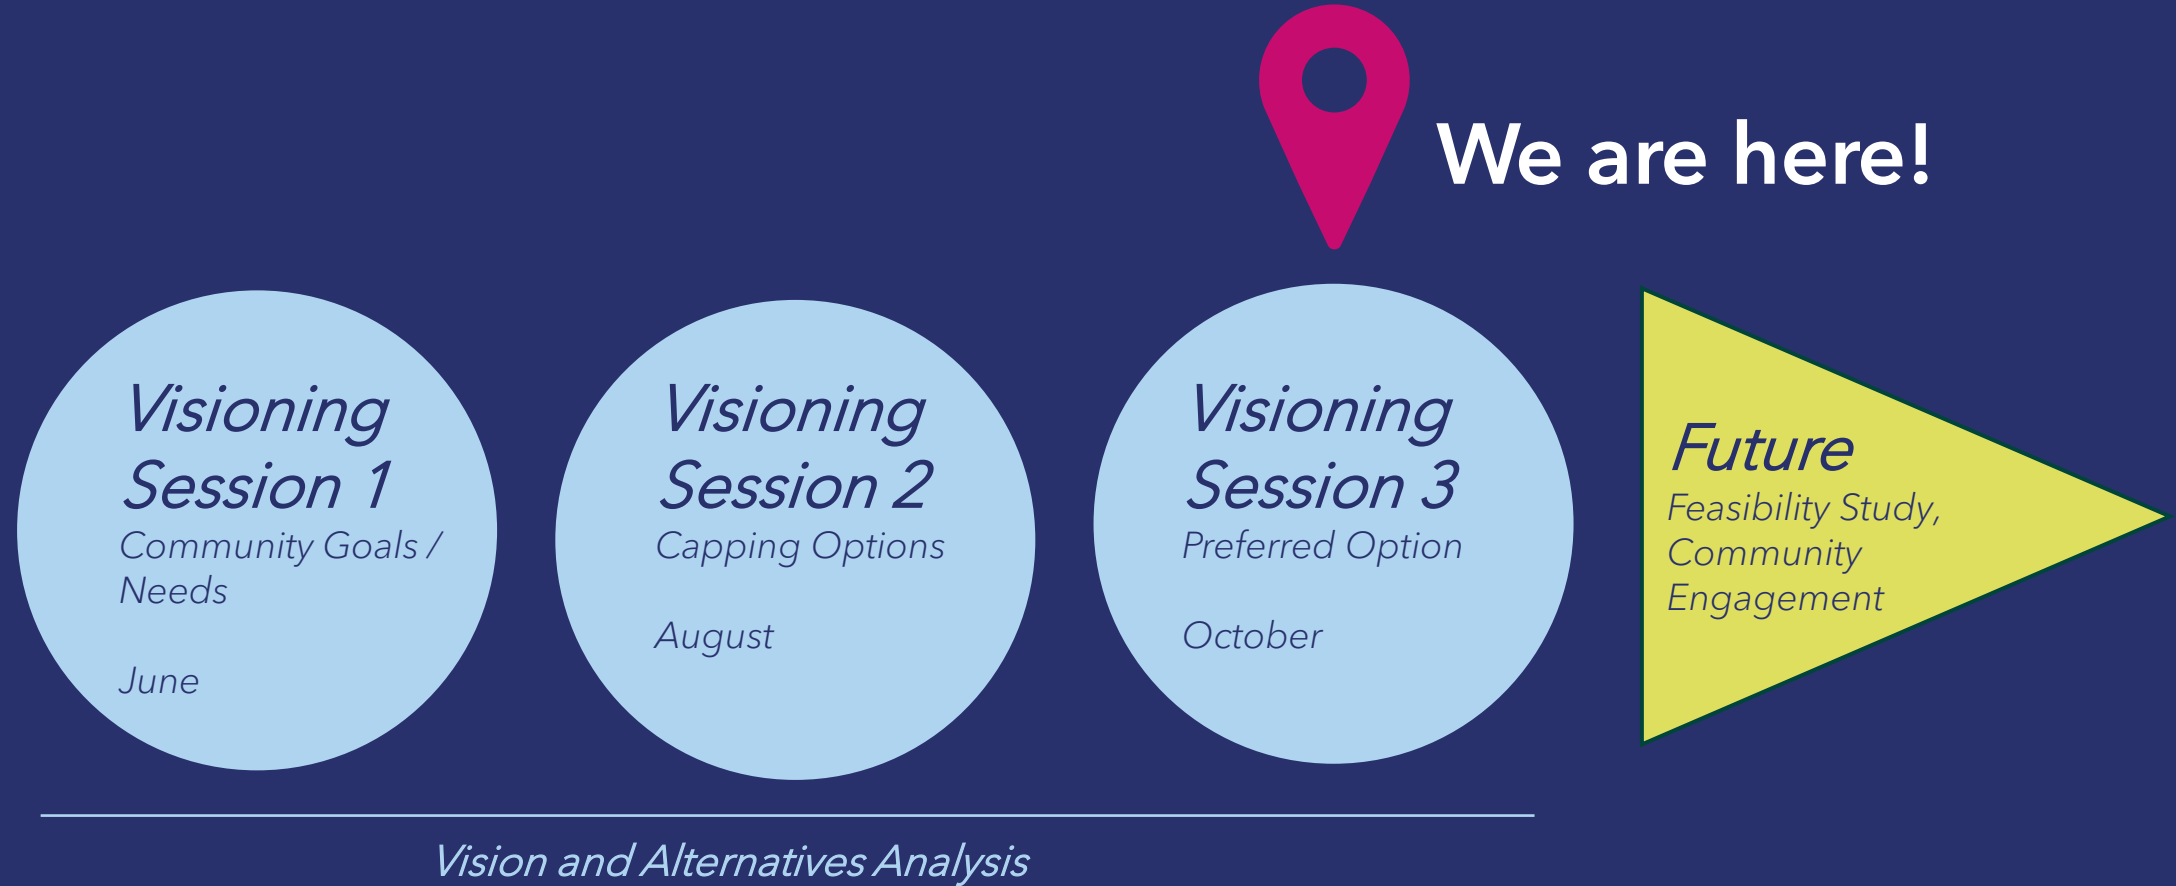 We are here!
Visioning
Session 1
Community Goals /
Needs
June
Visioning
Session 2
Capping Options
August
Visioning
Session 3
Preferred Option
October
Future
Feasibility Study,
Community
Engagement
Vision and Alternatives Analysis